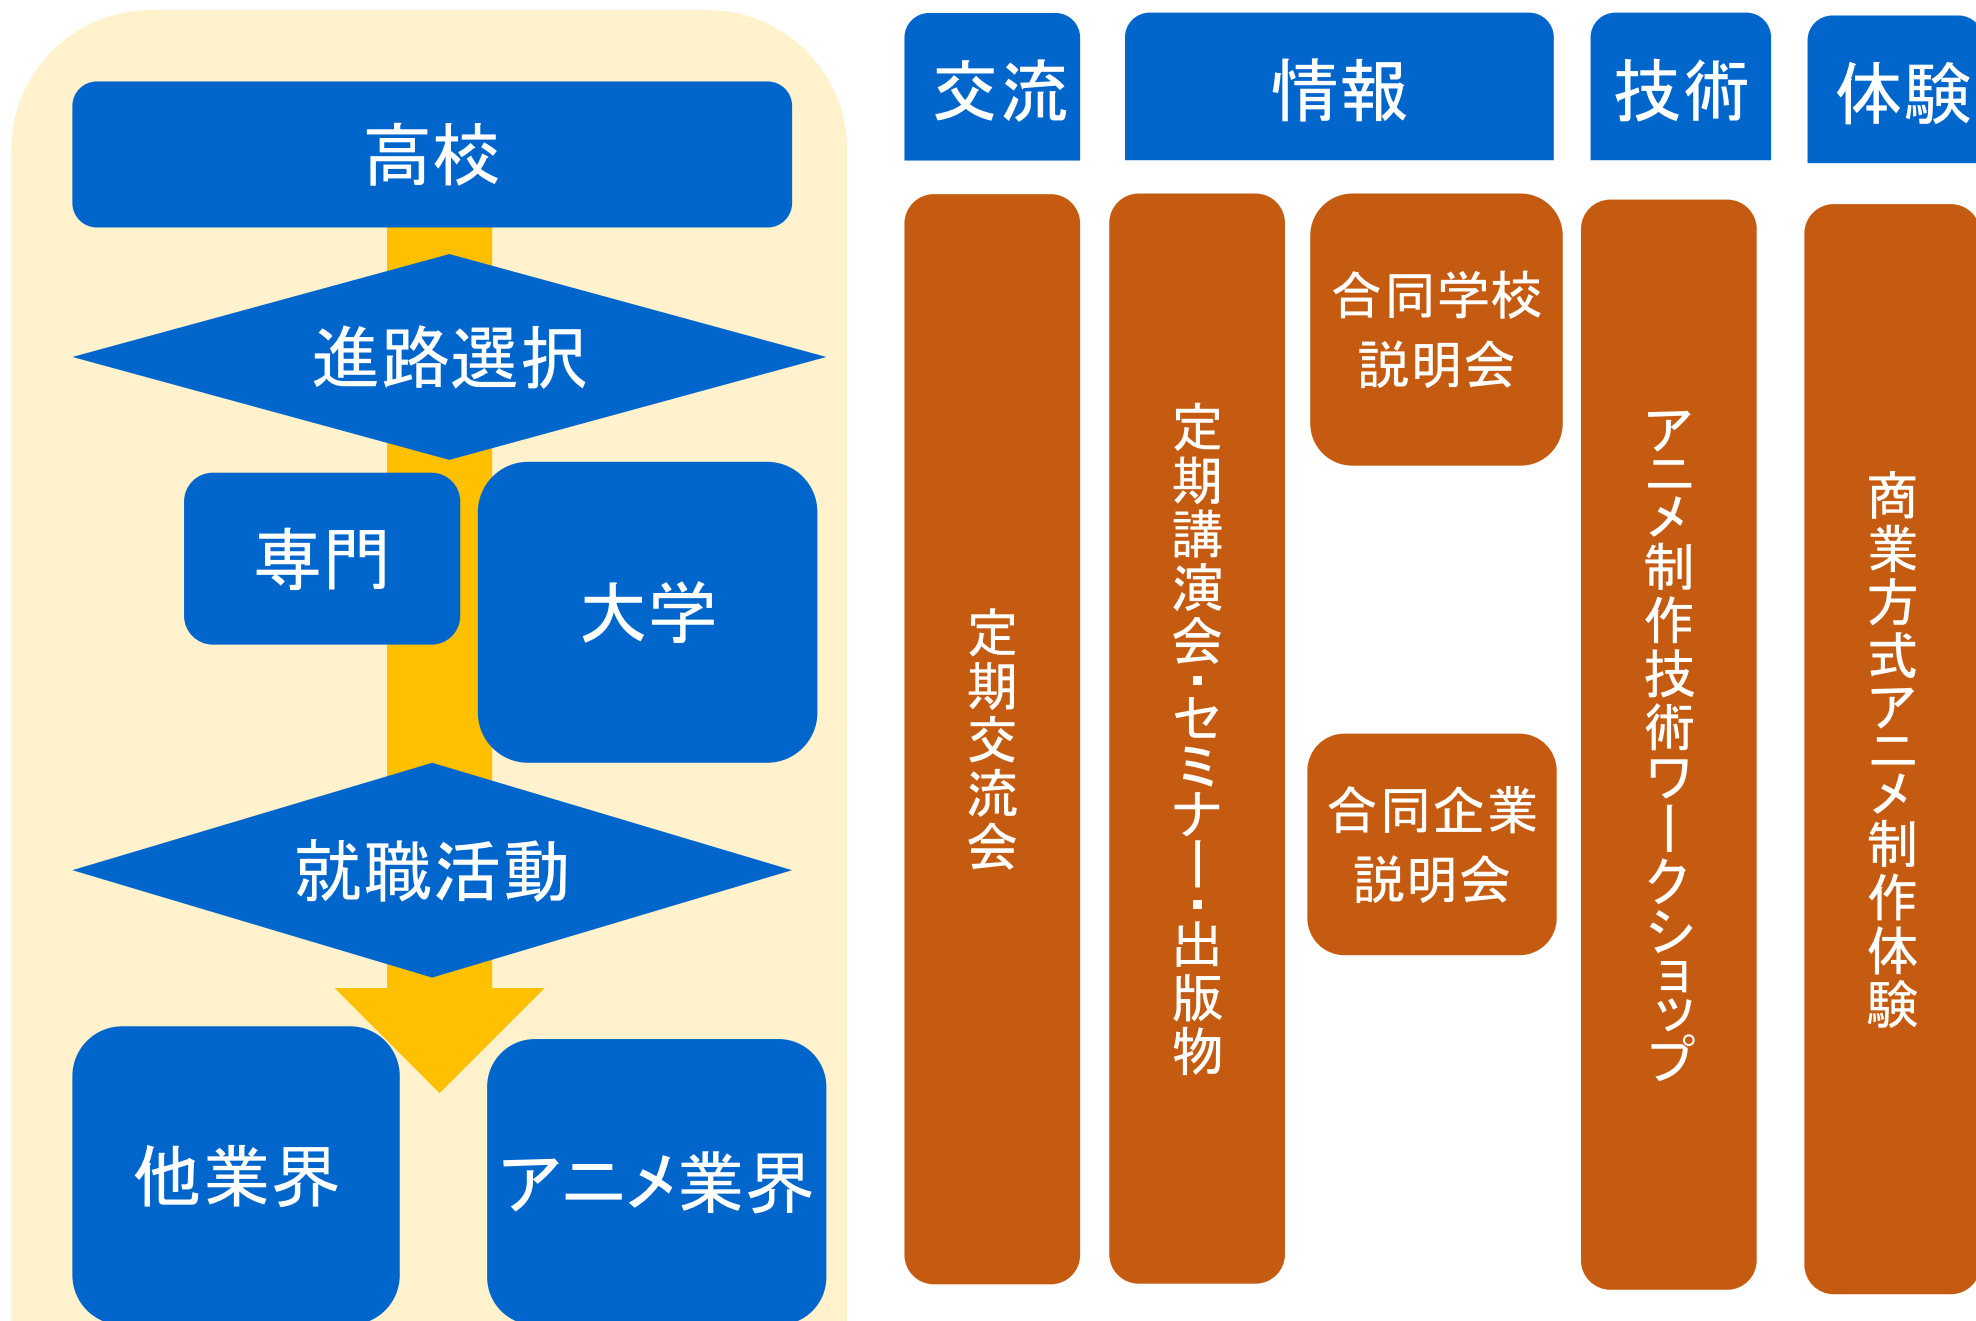 高校
進路選択
専門
大学
就職活動
他業界
アニメ業界
交流
情報
技術
体験
定期交流会
定期講演会・セミナー・出版物
合同学校
説明会
合同企業
説明会
アニメ制作技術ワークショップ
商業方式アニメ制作体験